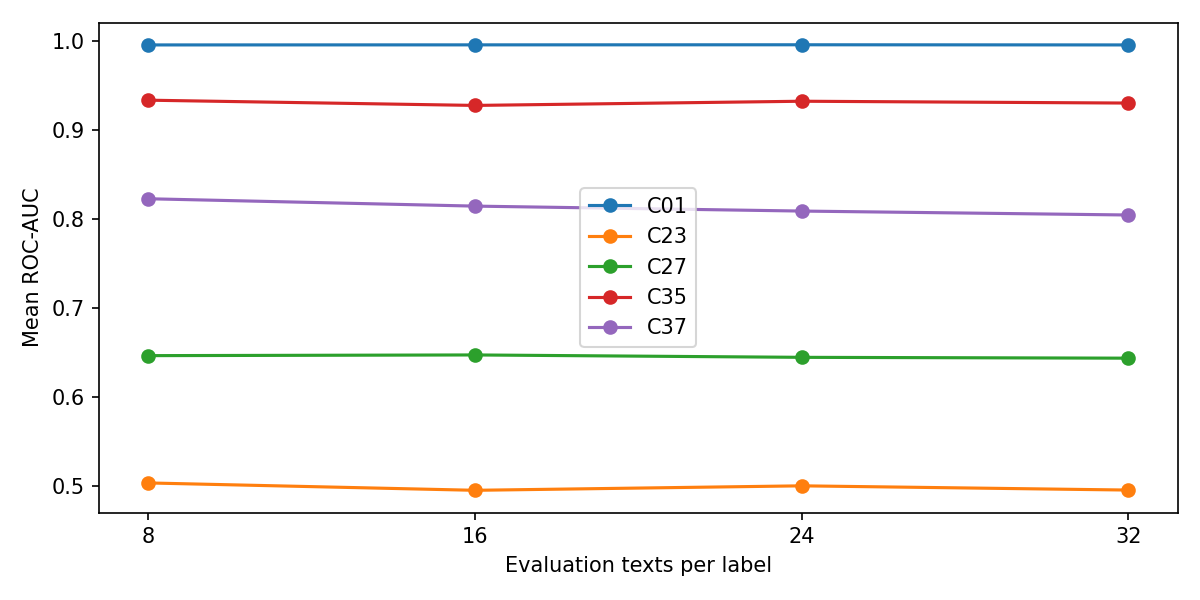 1.0
0.9
0.8
0.7
0.6
0.5
Mean ROC-AUC
C01
C23
C27
C35
C37
8 16 24 32
Evaluation texts per label